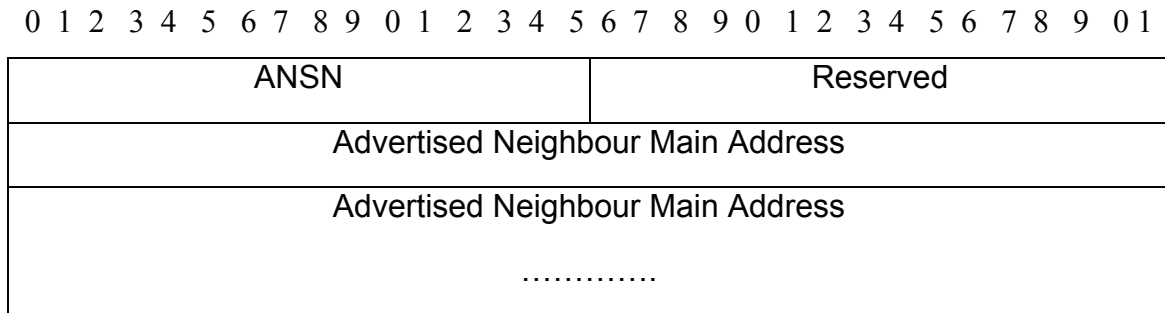 0 1 2 3 4 5 6 7 8 9 0 1 2 3 4 5 6 7 8 9 0 1 2 3 4 5 6 7 8 9 0 1
ANSN Reserved
Advertised Neighbour Main Address
Advertised Neighbour Main Address
………….